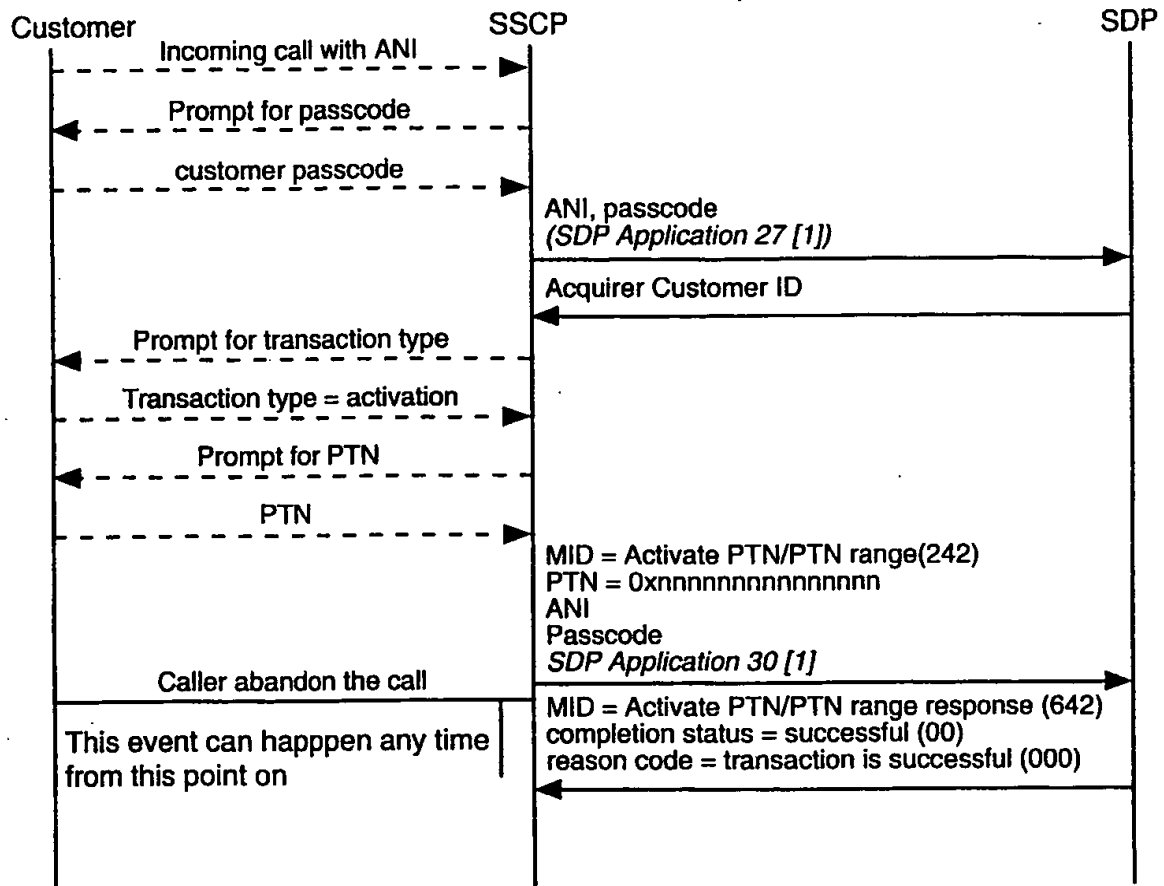 Customer
SSCP
SDP
Incoming call with ANI
Prompt for passcode
customer passcode
ANI, passcode
(SDP Application 27 [1])
Acquirer Customer ID
Prompt for transaction type
Transaction type = activation
Prompt for PTN
PTN
MID = Activate PTN/PTN range(242)
PTN = 0xnnnnnnnnnnnnnnnn
ANI
Passcode
SDP Application 30 [1]
Caller abandon the call
This event can happpen any time
from this point on
MID = Activate PTN/PTN range response (642)
completion status = successful (00)
reason code = transaction is successful (000)